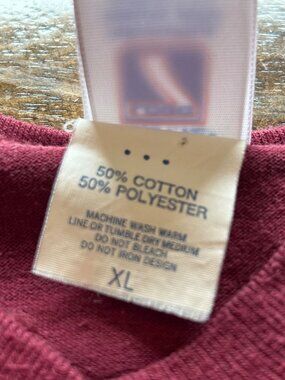 50% COTTON
50% POLYESTER
MACHINE WASH WARM
LINE OR TUMBLE DRY MEDIUM
DO NOT BLEACH
DO NOT IRON DESIGN
XL